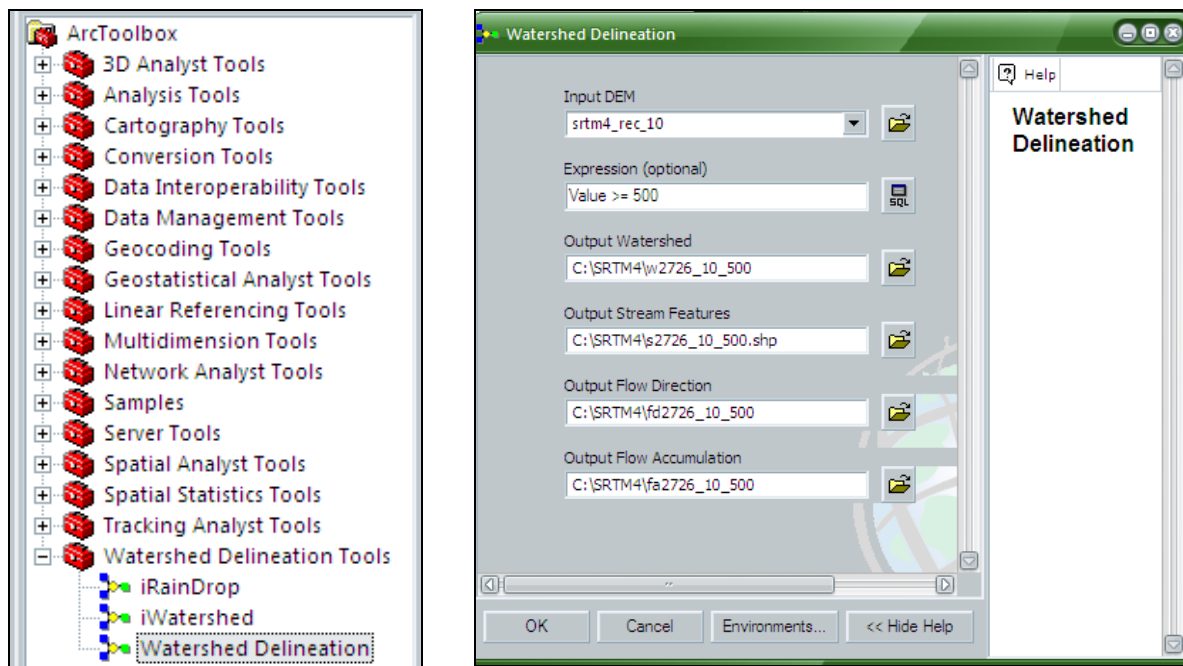 ArcToolbox
3D Analyst Tools
Analysis Tools
Cartography Tools
Conversion Tools
Data Interoperability Tools
Data Management Tools
Geocoding Tools
Geostatistical Analyst Tools
Linear Referencing Tools
Multidimension Tools
Network Analyst Tools
Samples
Server Tools
Spatial Analyst Tools
Spatial Statistics Tools
Tracking Analyst Tools
Watershed Delineation Tools
iRainDrop
iWatershed
Watershed Delineation
Watershed Delineation
Input DEM
srtm4_rec_10
Expression (optional)
Value >= 500
SQL
Output Watershed
C:\SRTM4\w2726_10_500
Output Stream Features
C:\SRTM4\s2726_10_500.shp
Output Flow Direction
C:\SRTM4\fd2726_10_500
Output Flow Accumulation
C:\SRTM4\fa2726_10_500
OK
Cancel
Environments...
<< Hide Help
Help
Watershed
Delineation